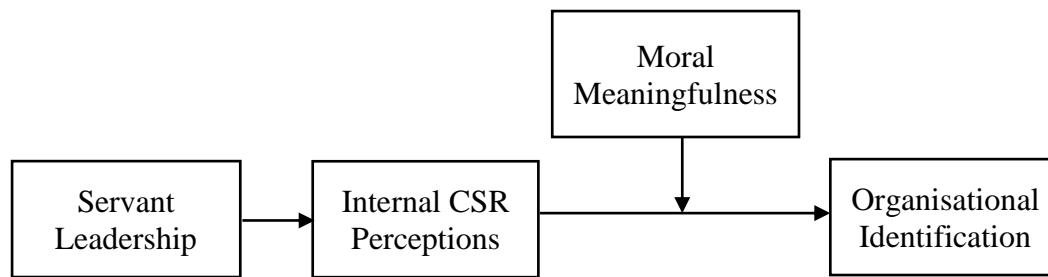 Moral
Meaningfulness
Servant
Leadership
Internal CSR
Perceptions
Organisational
Identification